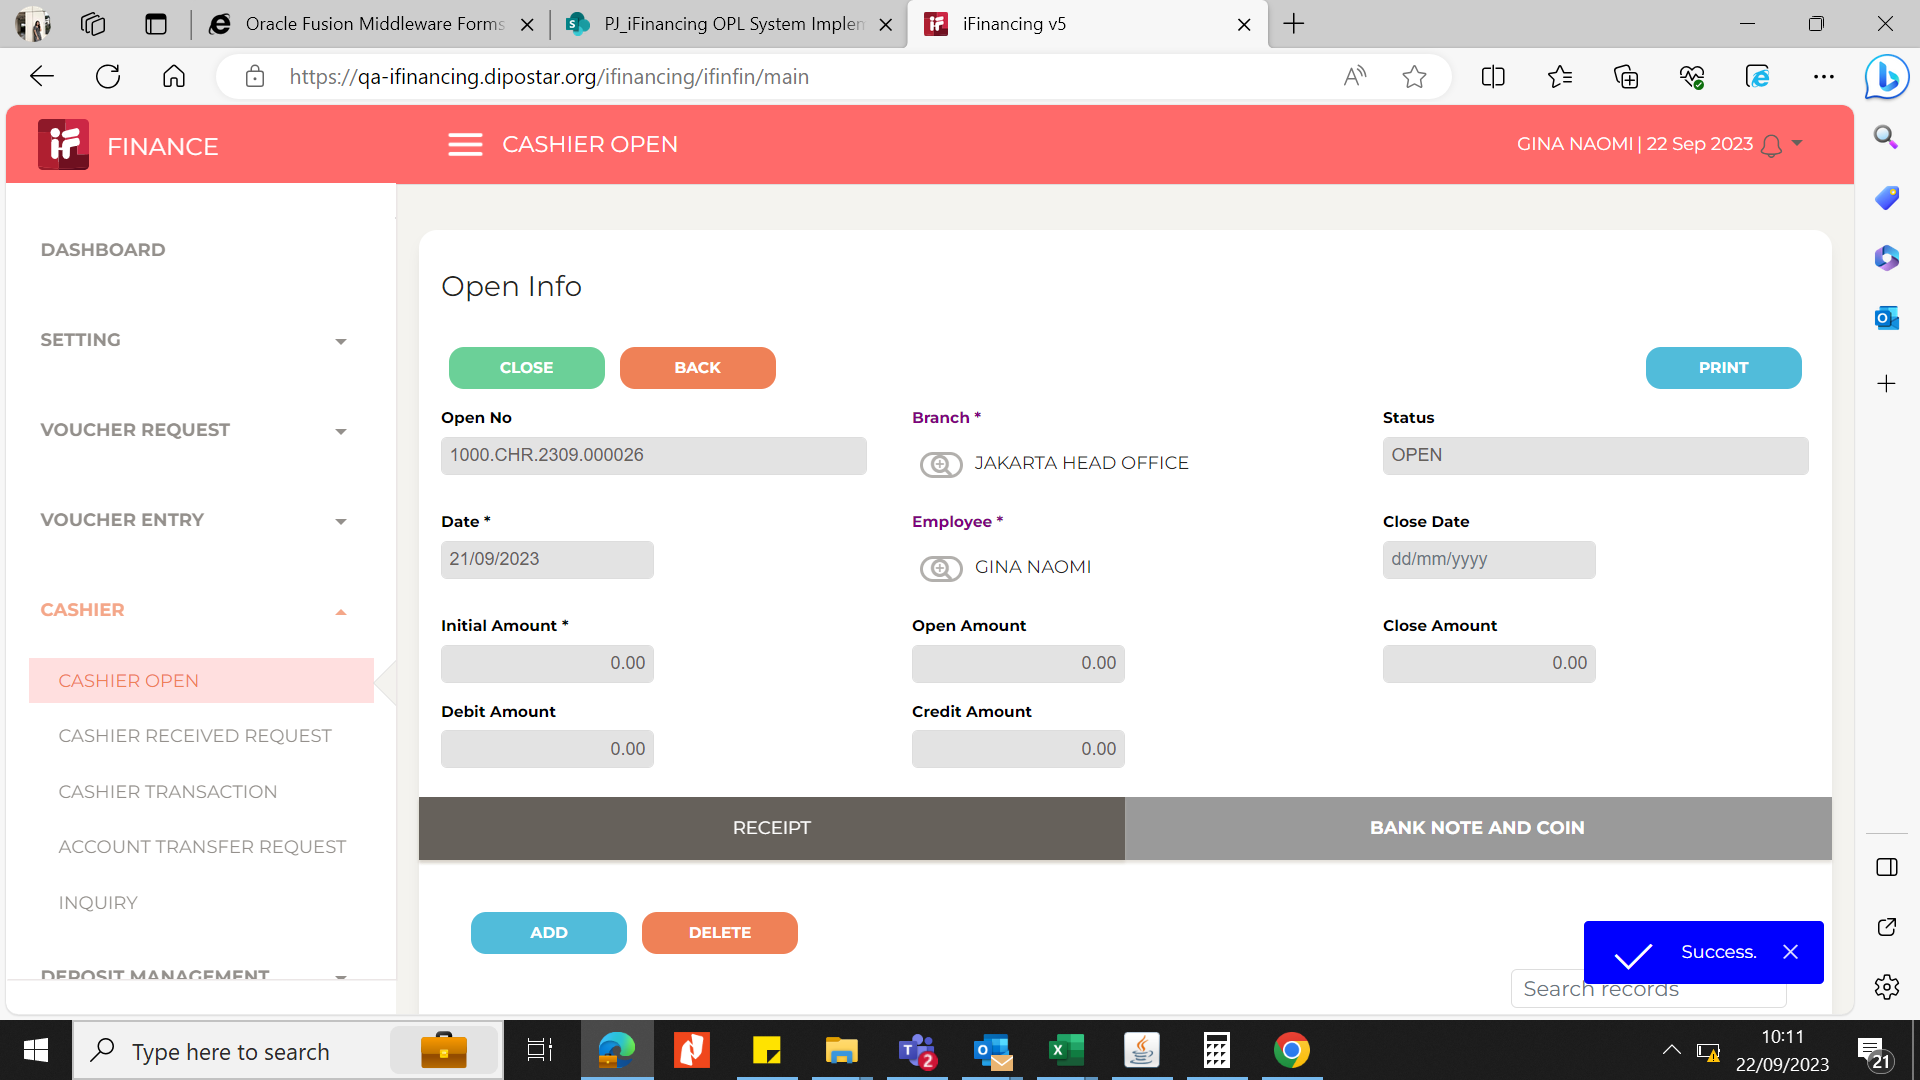 Oracle Fusion Middleware Forms
PJ_iFinancing OPL System Implen
iFinancing v5
https://qa-ifinancing.dipostar.org/ifinancing/ifinfin/main
iF FINANCE
CASHIER OPEN
GINA NAOMI | 22 Sep 2023
DASHBOARD
SETTING
VOUCHER REQUEST
VOUCHER ENTRY
CASHIER
CASHIER OPEN
CASHIER RECEIVED REQUEST
CASHIER TRANSACTION
ACCOUNT TRANSFER REQUEST
INQUIRY
DEPOSIT MANAGEMENT
Open Info
CLOSE
BACK
PRINT
Open No
Branch *
Status
1000.CHR.2309.000026
JAKARTA HEAD OFFICE
OPEN
Date *
Employee *
Close Date
21/09/2023
GINA NAOMI
dd/mm/yyyy
Initial Amount *
Open Amount
Close Amount
0.00
0.00
0.00
Debit Amount
Credit Amount
0.00
0.00
RECEIPT
BANK NOTE AND COIN
ADD
DELETE
Success.
Search records
Type here to search
2
10:11
22/09/2023
21